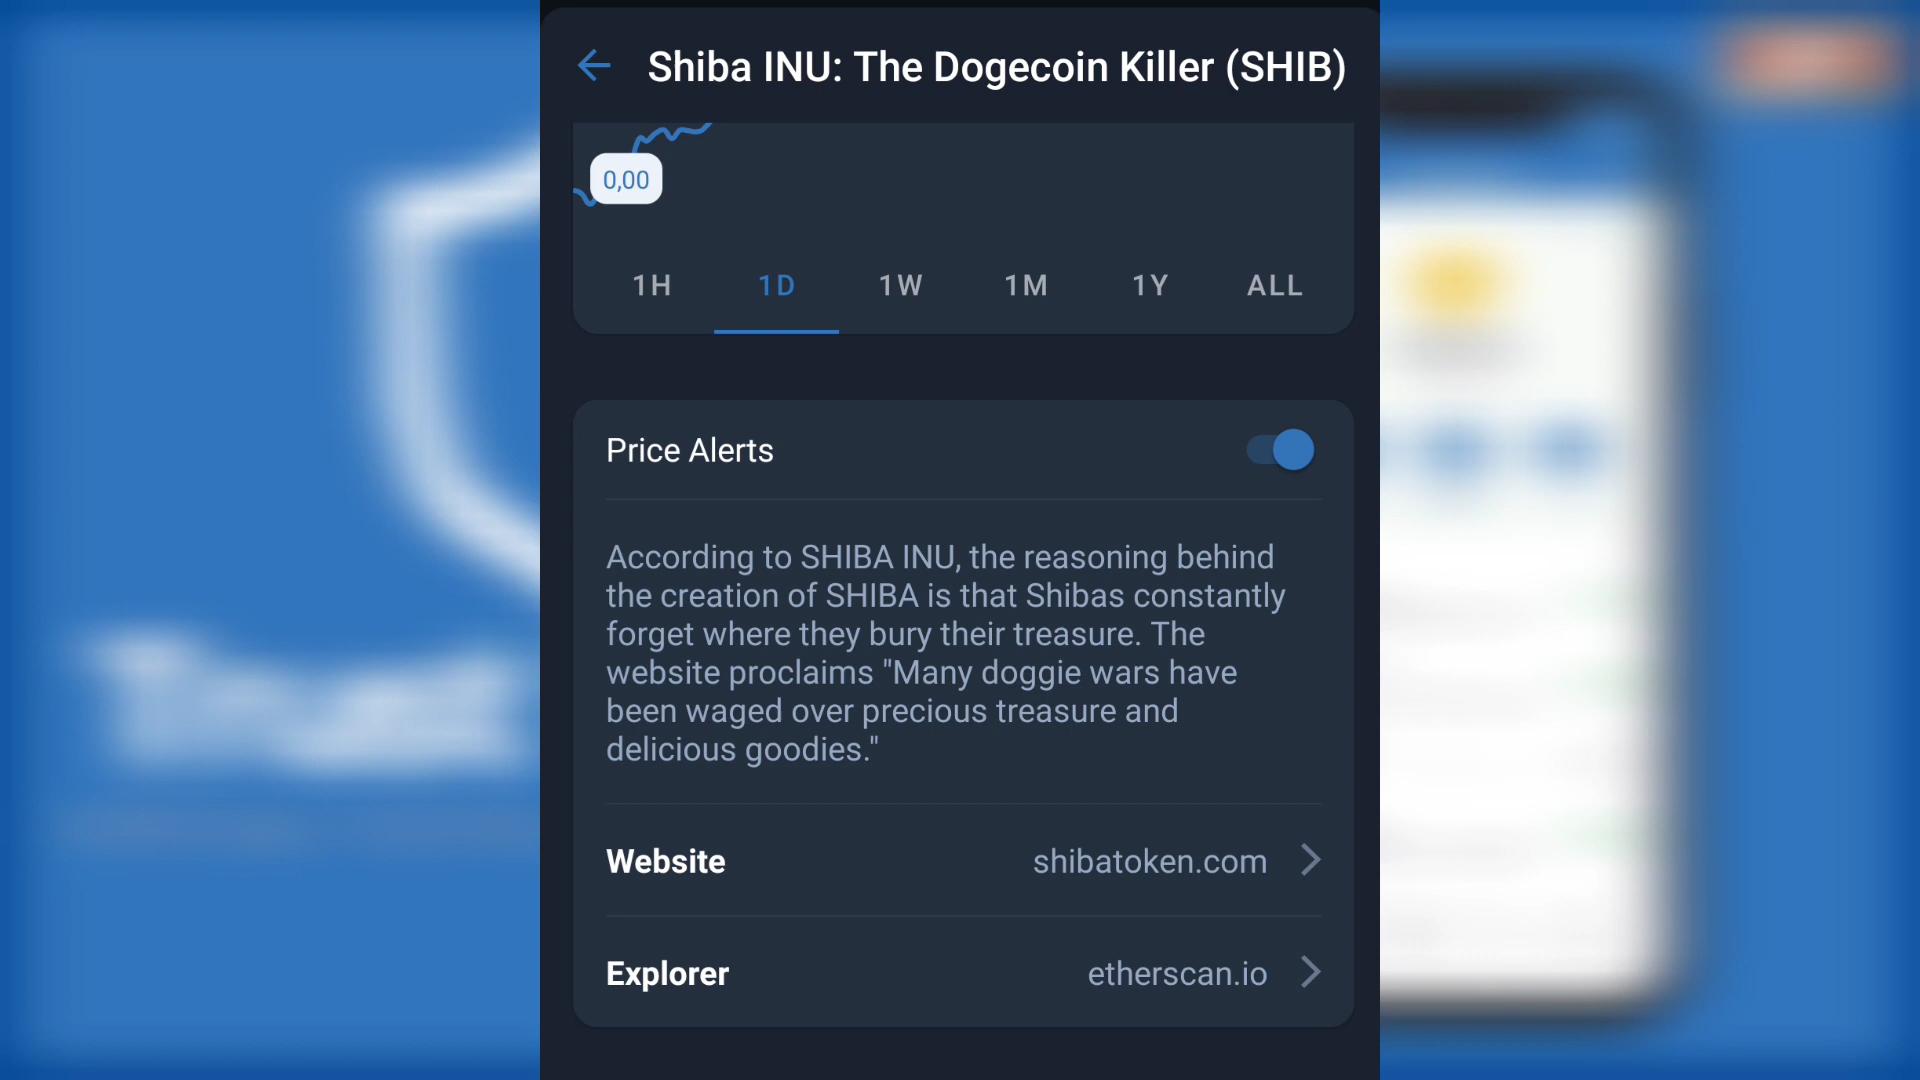 Shiba INU: The Dogecoin Killer (SHIB)
0,00
1H 1D 1W 1M 1Y ALL
Price Alerts
According to SHIBA INU, the reasoning behind
the creation of SHIBA is that Shibas constantly
forget where they bury their treasure. The
website proclaims "Many doggie wars have
been waged over precious treasure and
delicious goodies."
Website shibatoken.com
Explorer etherscan.io